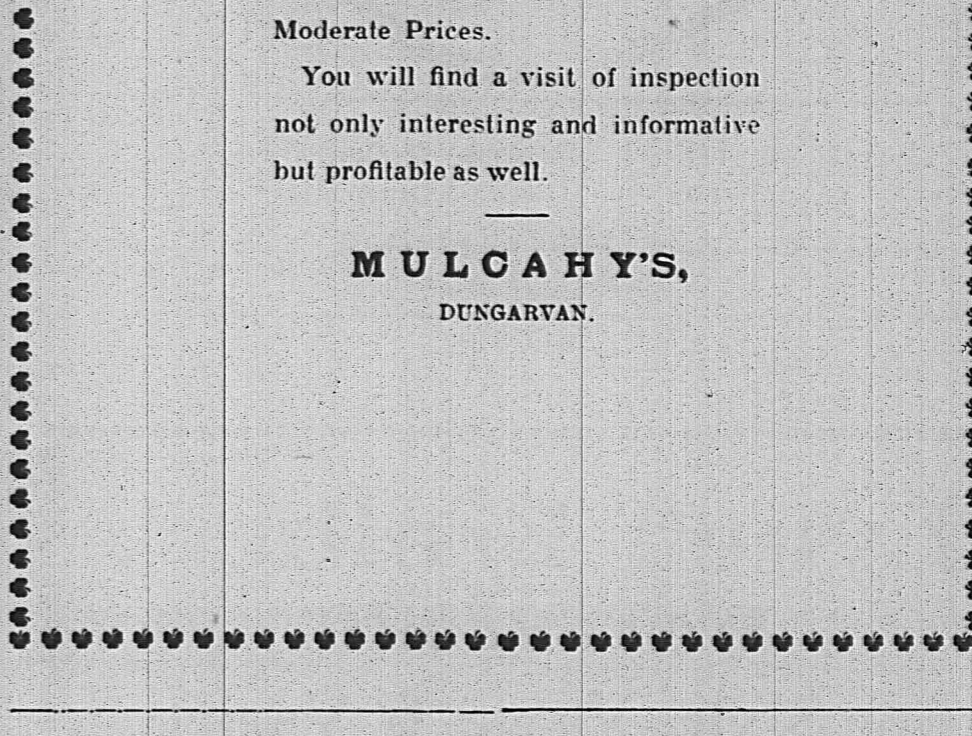 Moderate Prices.
You will find a visit of inspection
not only interesting and informative
but profitable as well.
MULCAHY'S,
DUNGARVAN.